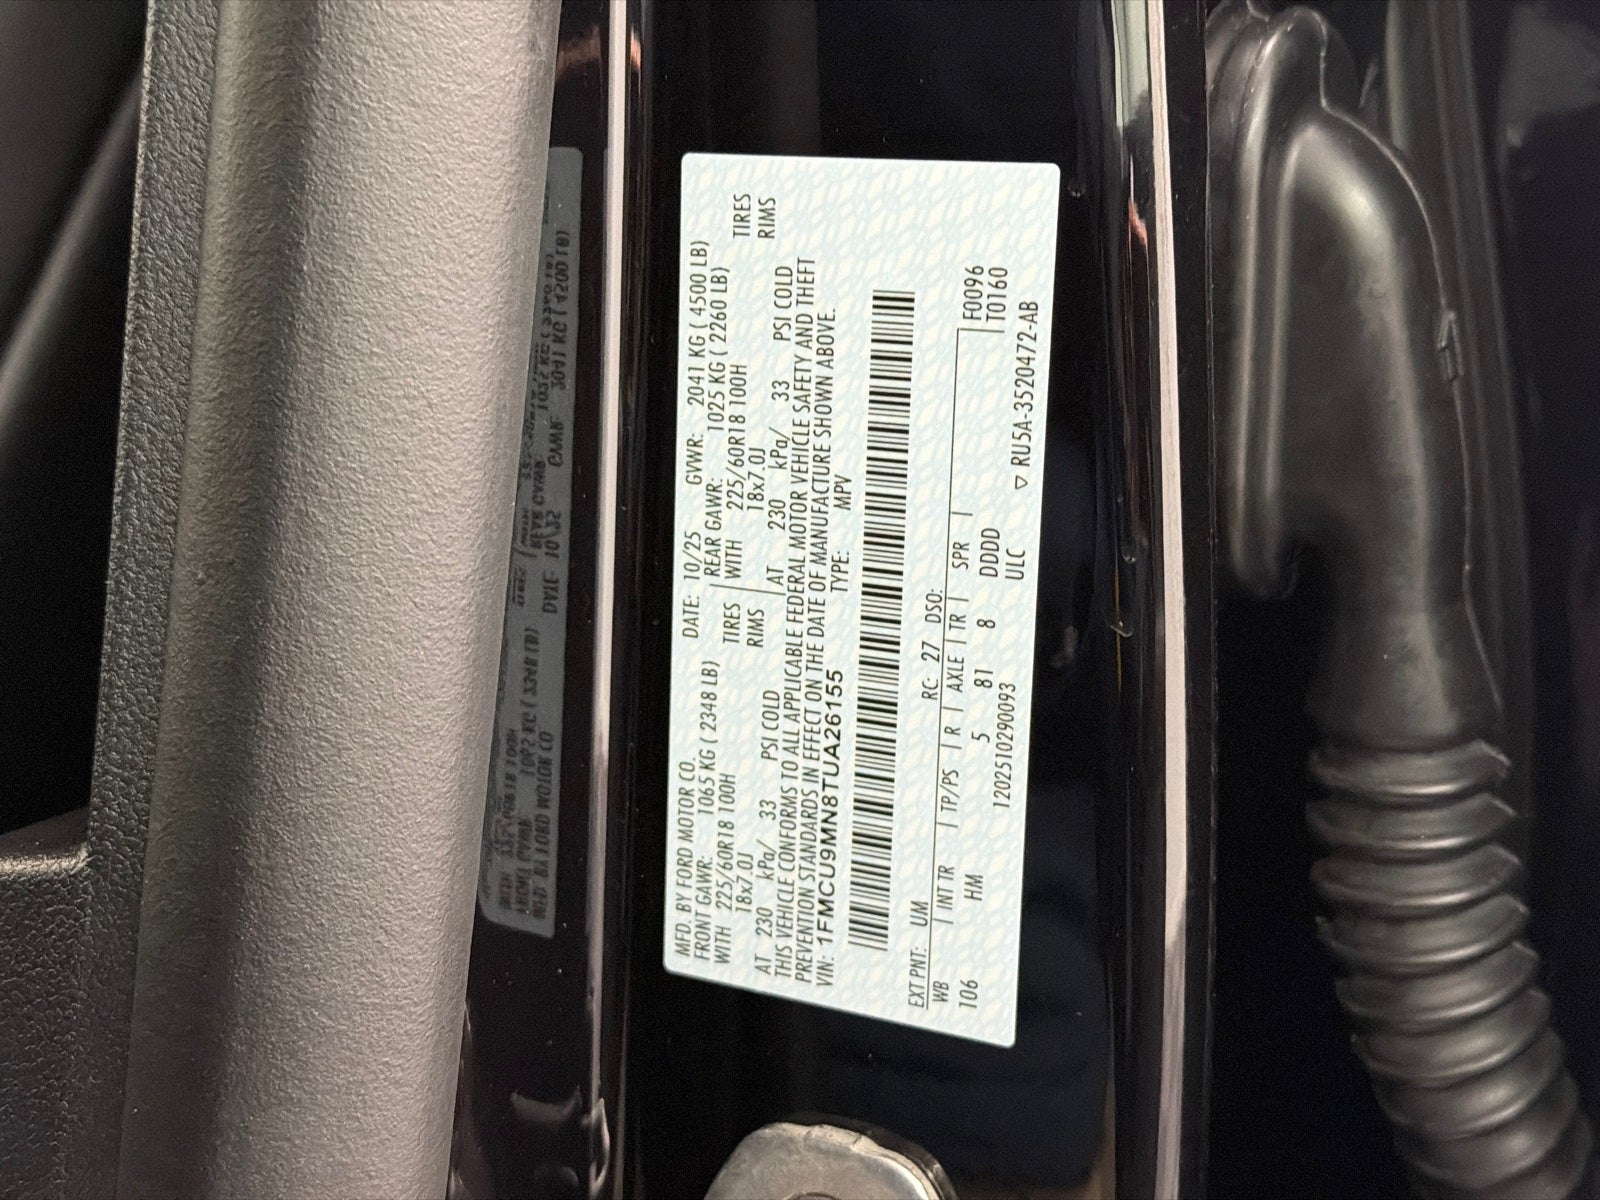 MFD. BY FORD MOTOR CO. DATE: 10/25 GVWR: 2041 KG ( 4500 LB)
FRONT GAWR: 1065 KG ( 2348 LB) REAR GAWR: 1025 KG ( 2260 LB)
WITH 225/60R18 100H TIRES WITH 225/60R18 100H TIRES
18x7.0J RIMS 18x7.0J RIMS
AT 230 kPa/ 33 PSI COLD AT 230 kPa/ 33 PSI COLD
THIS VEHICLE CONFORMS TO ALL APPLICABLE FEDERAL MOTOR VEHICLE SAFETY AND THEFT
PREVENTION STANDARDS IN EFFECT ON THE DATE OF MANUFACTURE SHOWN ABOVE.
VIN: 1FMCU9MN8TUA26155 TYPE: MPV
EXT PNT: UM RC: 27 DSO:
WB | INT TR | TP/PS | R | AXLE | TR | SPR | F0096
106 HM 5 81 8 DDDD T0160
1202510290093 ULC ▽ RU5A-3520472-AB